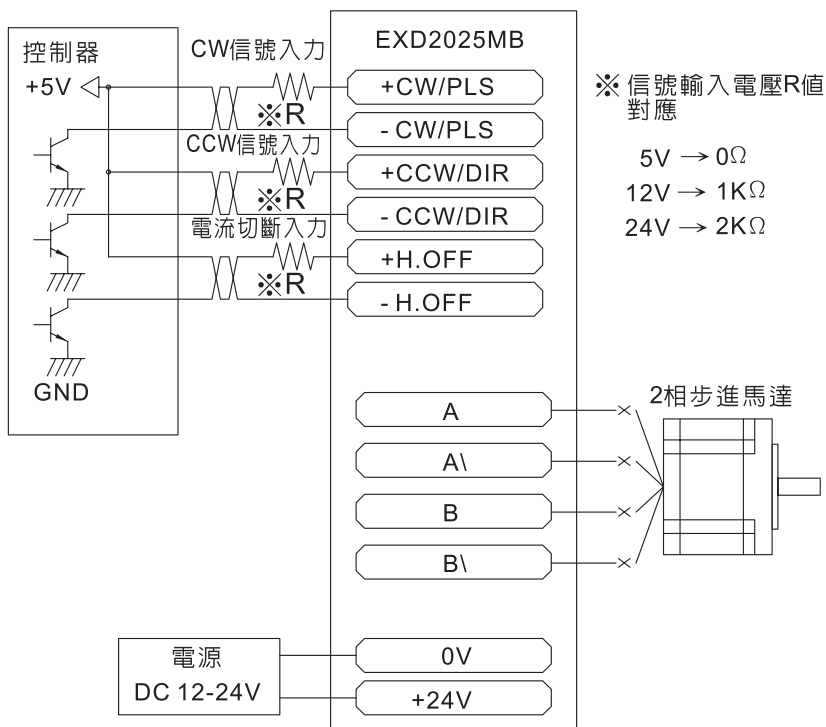 控制器
+5V
GND
CW信號入力
※R
CCW信號入力
※R
電流切斷入力
※R
EXD2025MB
+CW/PLS
- CW/PLS
+CCW/DIR
- CCW/DIR
+H.OFF
- H.OFF
※ 信號輸入電壓R值
對應
5V → 0Ω
12V → 1KΩ
24V → 2KΩ
A
A\
B
B\
2相步進馬達
電源
DC 12-24V
0V
+24V